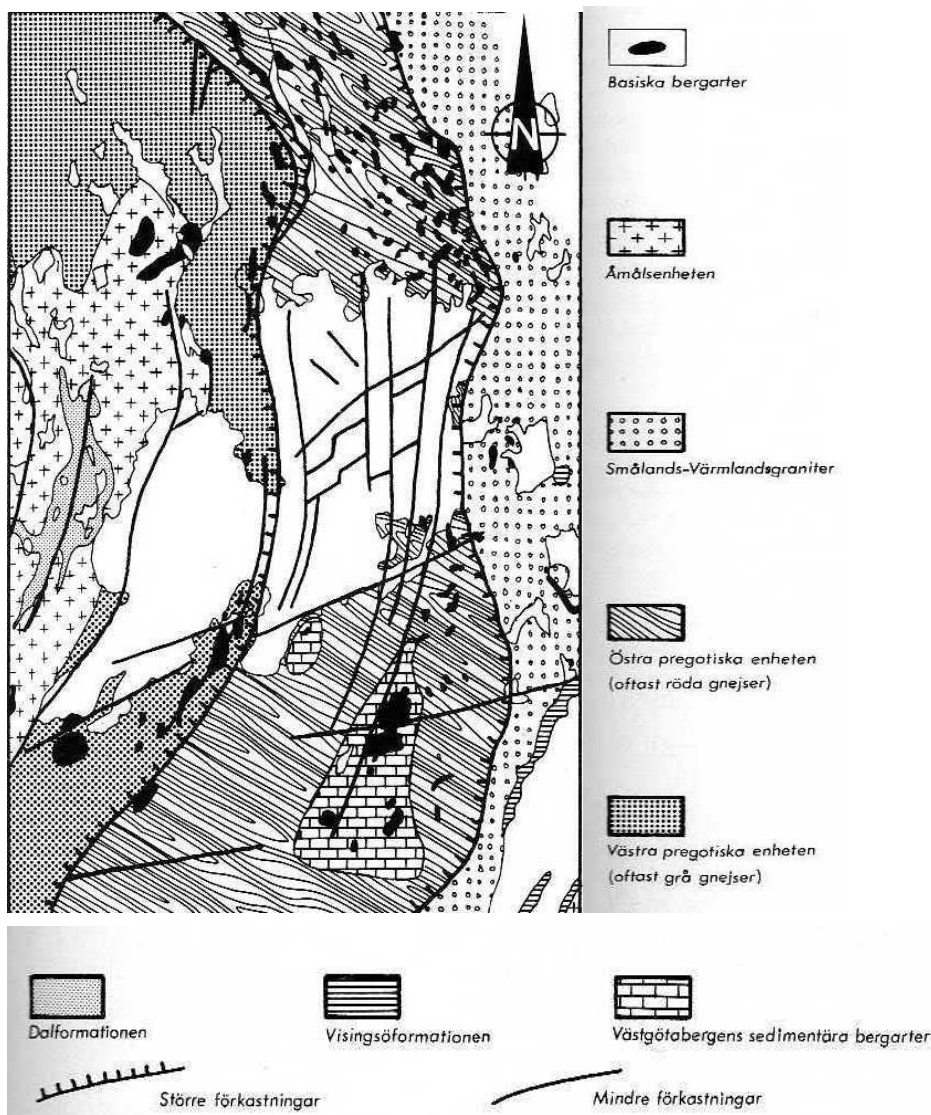 N
Basiska bergarter
Åmålsenheten
Smålands-Värmlandsgraniter
Östra pregotiska enheten
(oftast röda gnejser)
Västra pregotiska enheten
(oftast grå gnejser)
Dalformationen
Visingsöformationen
Västgötabergens sedimentära bergarter
Större förkastningar
Mindre förkastningar